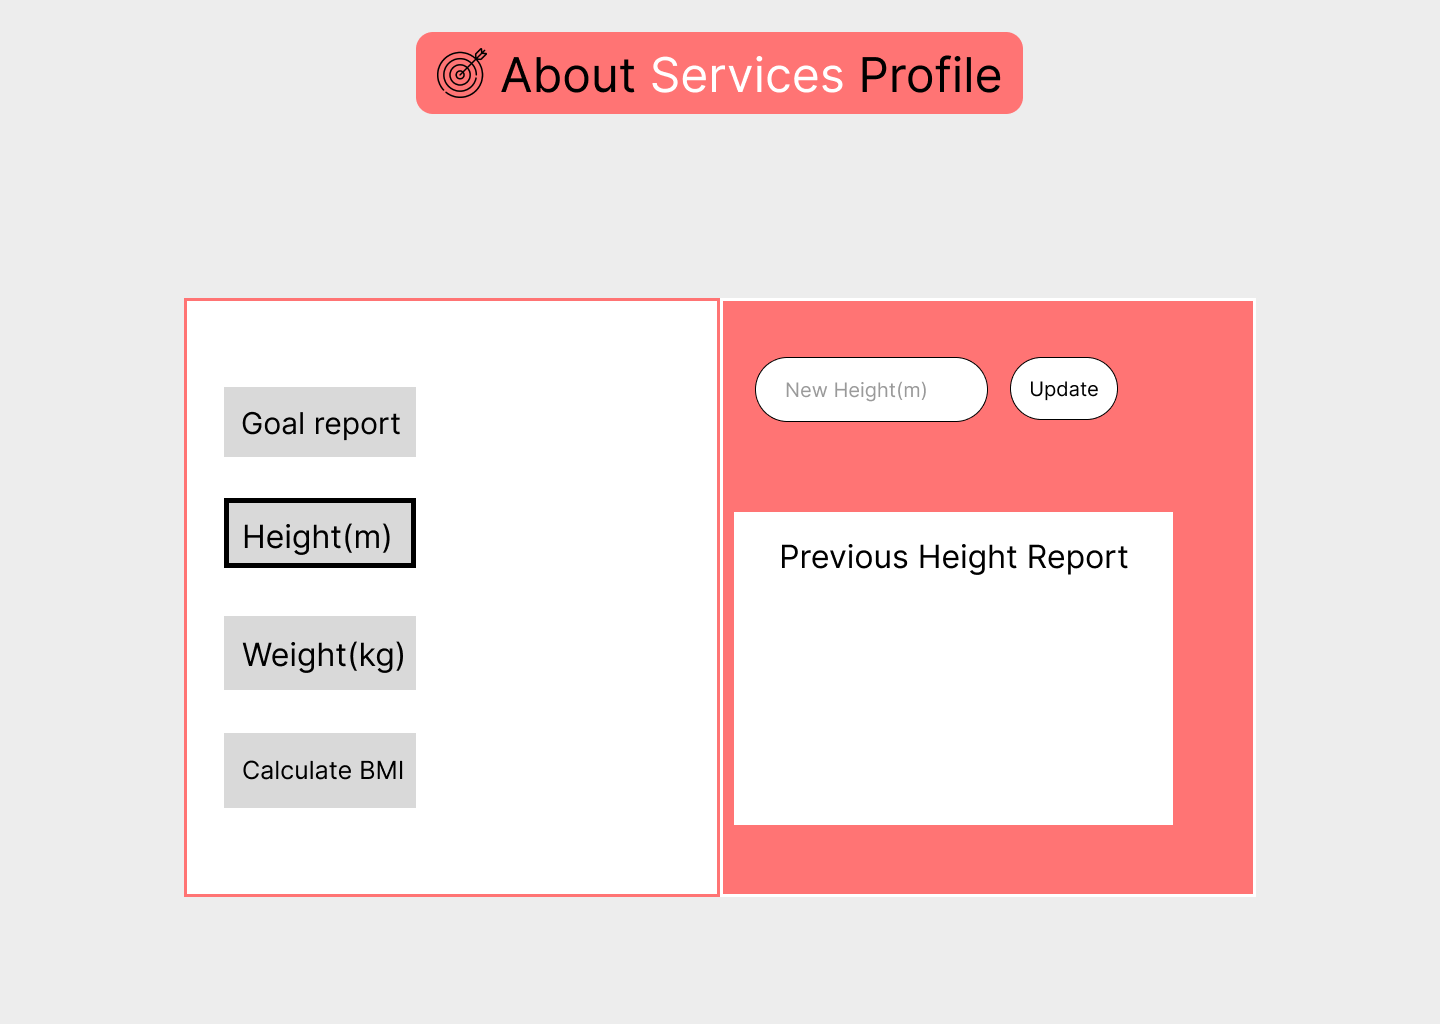 About Services Profile
Goal report
Height(m)
Weight(kg)
Calculate BMI
New Height(m)
Update
Previous Height Report